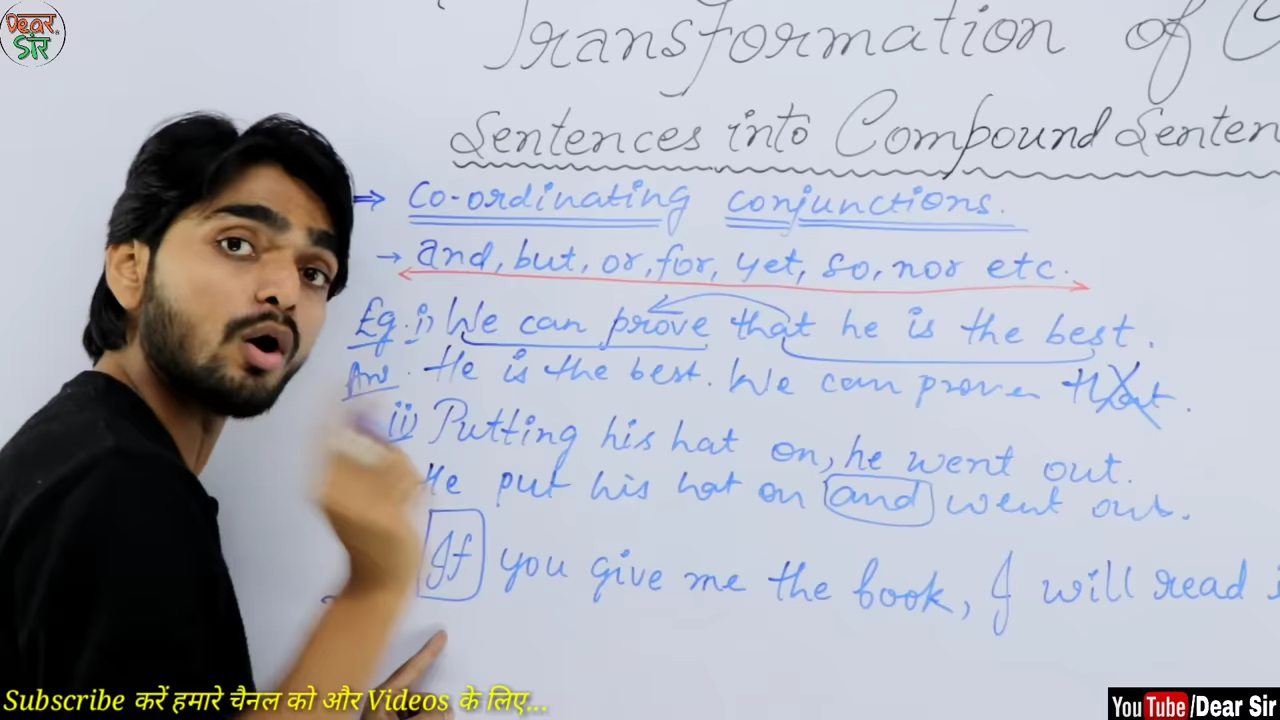 Dear
Sir
Transformation of C
Sentences into Compound Senten
⇒ Co-ordinating conjunctions.
→ and, but, or, for, yet, so, nor etc.
Eg. i) We can prove that he is the best.
Ans. He is the best. We can prove that.
ii) Putting his hat on, he went out.
He put his hat on and went out.
If you give me the book, I will read i
Subscribe करें हमारे चैनल को और Videos के लिए...
YouTube /Dear Sir